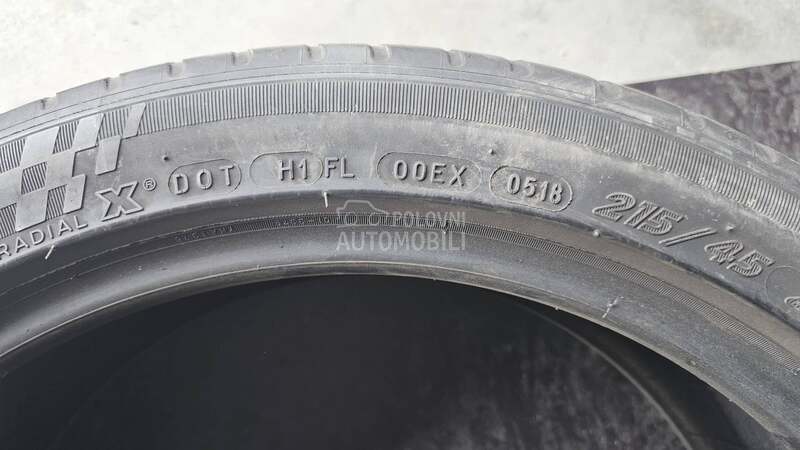 RADIAL X® DOT H1 FL 00EX 0518 215/45
POLOVNI
AUTOMOBILI